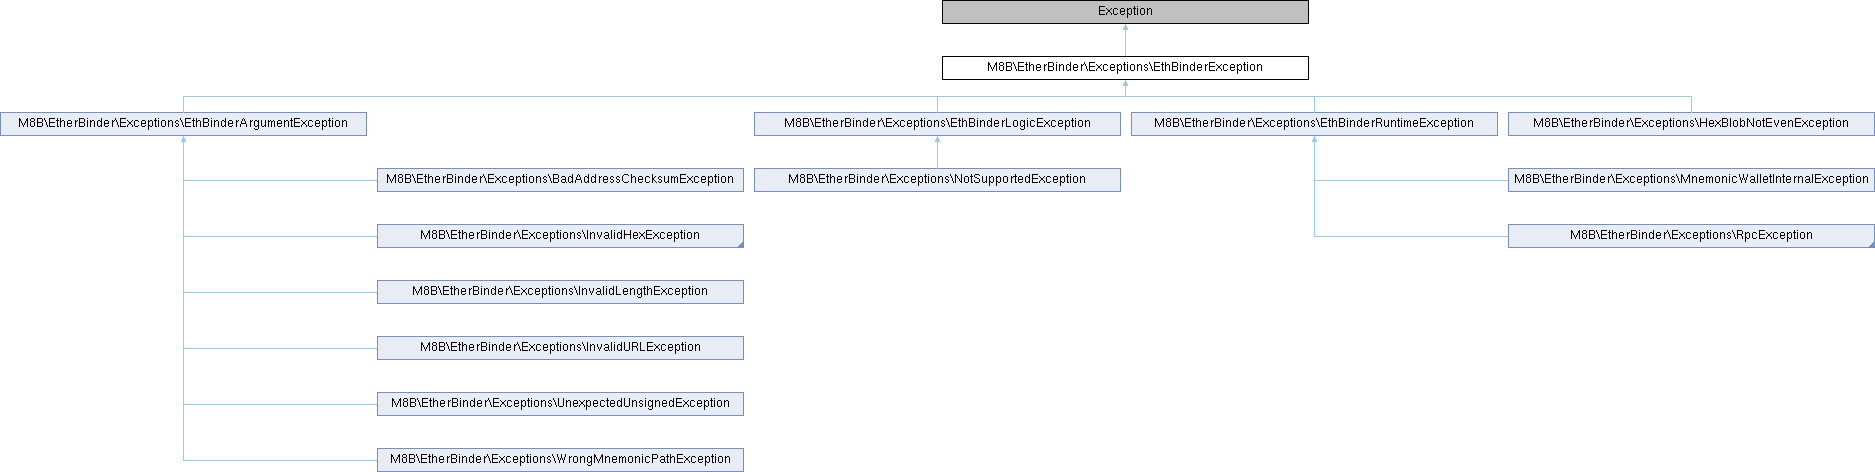 Exception
M8B\EtherBinder\Exceptions\EthBinderException
M8B\EtherBinder\Exceptions\EthBinderArgumentException
M8B\EtherBinder\Exceptions\EthBinderLogicException
M8B\EtherBinder\Exceptions\EthBinderRuntimeException
M8B\EtherBinder\Exceptions\HexBlobNotEvenException
M8B\EtherBinder\Exceptions\BadAddressChecksumException
M8B\EtherBinder\Exceptions\NotSupportedException
M8B\EtherBinder\Exceptions\MnemonicWalletInternalException
M8B\EtherBinder\Exceptions\InvalidHexException
M8B\EtherBinder\Exceptions\RpcException
M8B\EtherBinder\Exceptions\InvalidLengthException
M8B\EtherBinder\Exceptions\InvalidURLException
M8B\EtherBinder\Exceptions\UnexpectedUnsignedException
M8B\EtherBinder\Exceptions\WrongMnemonicPathException